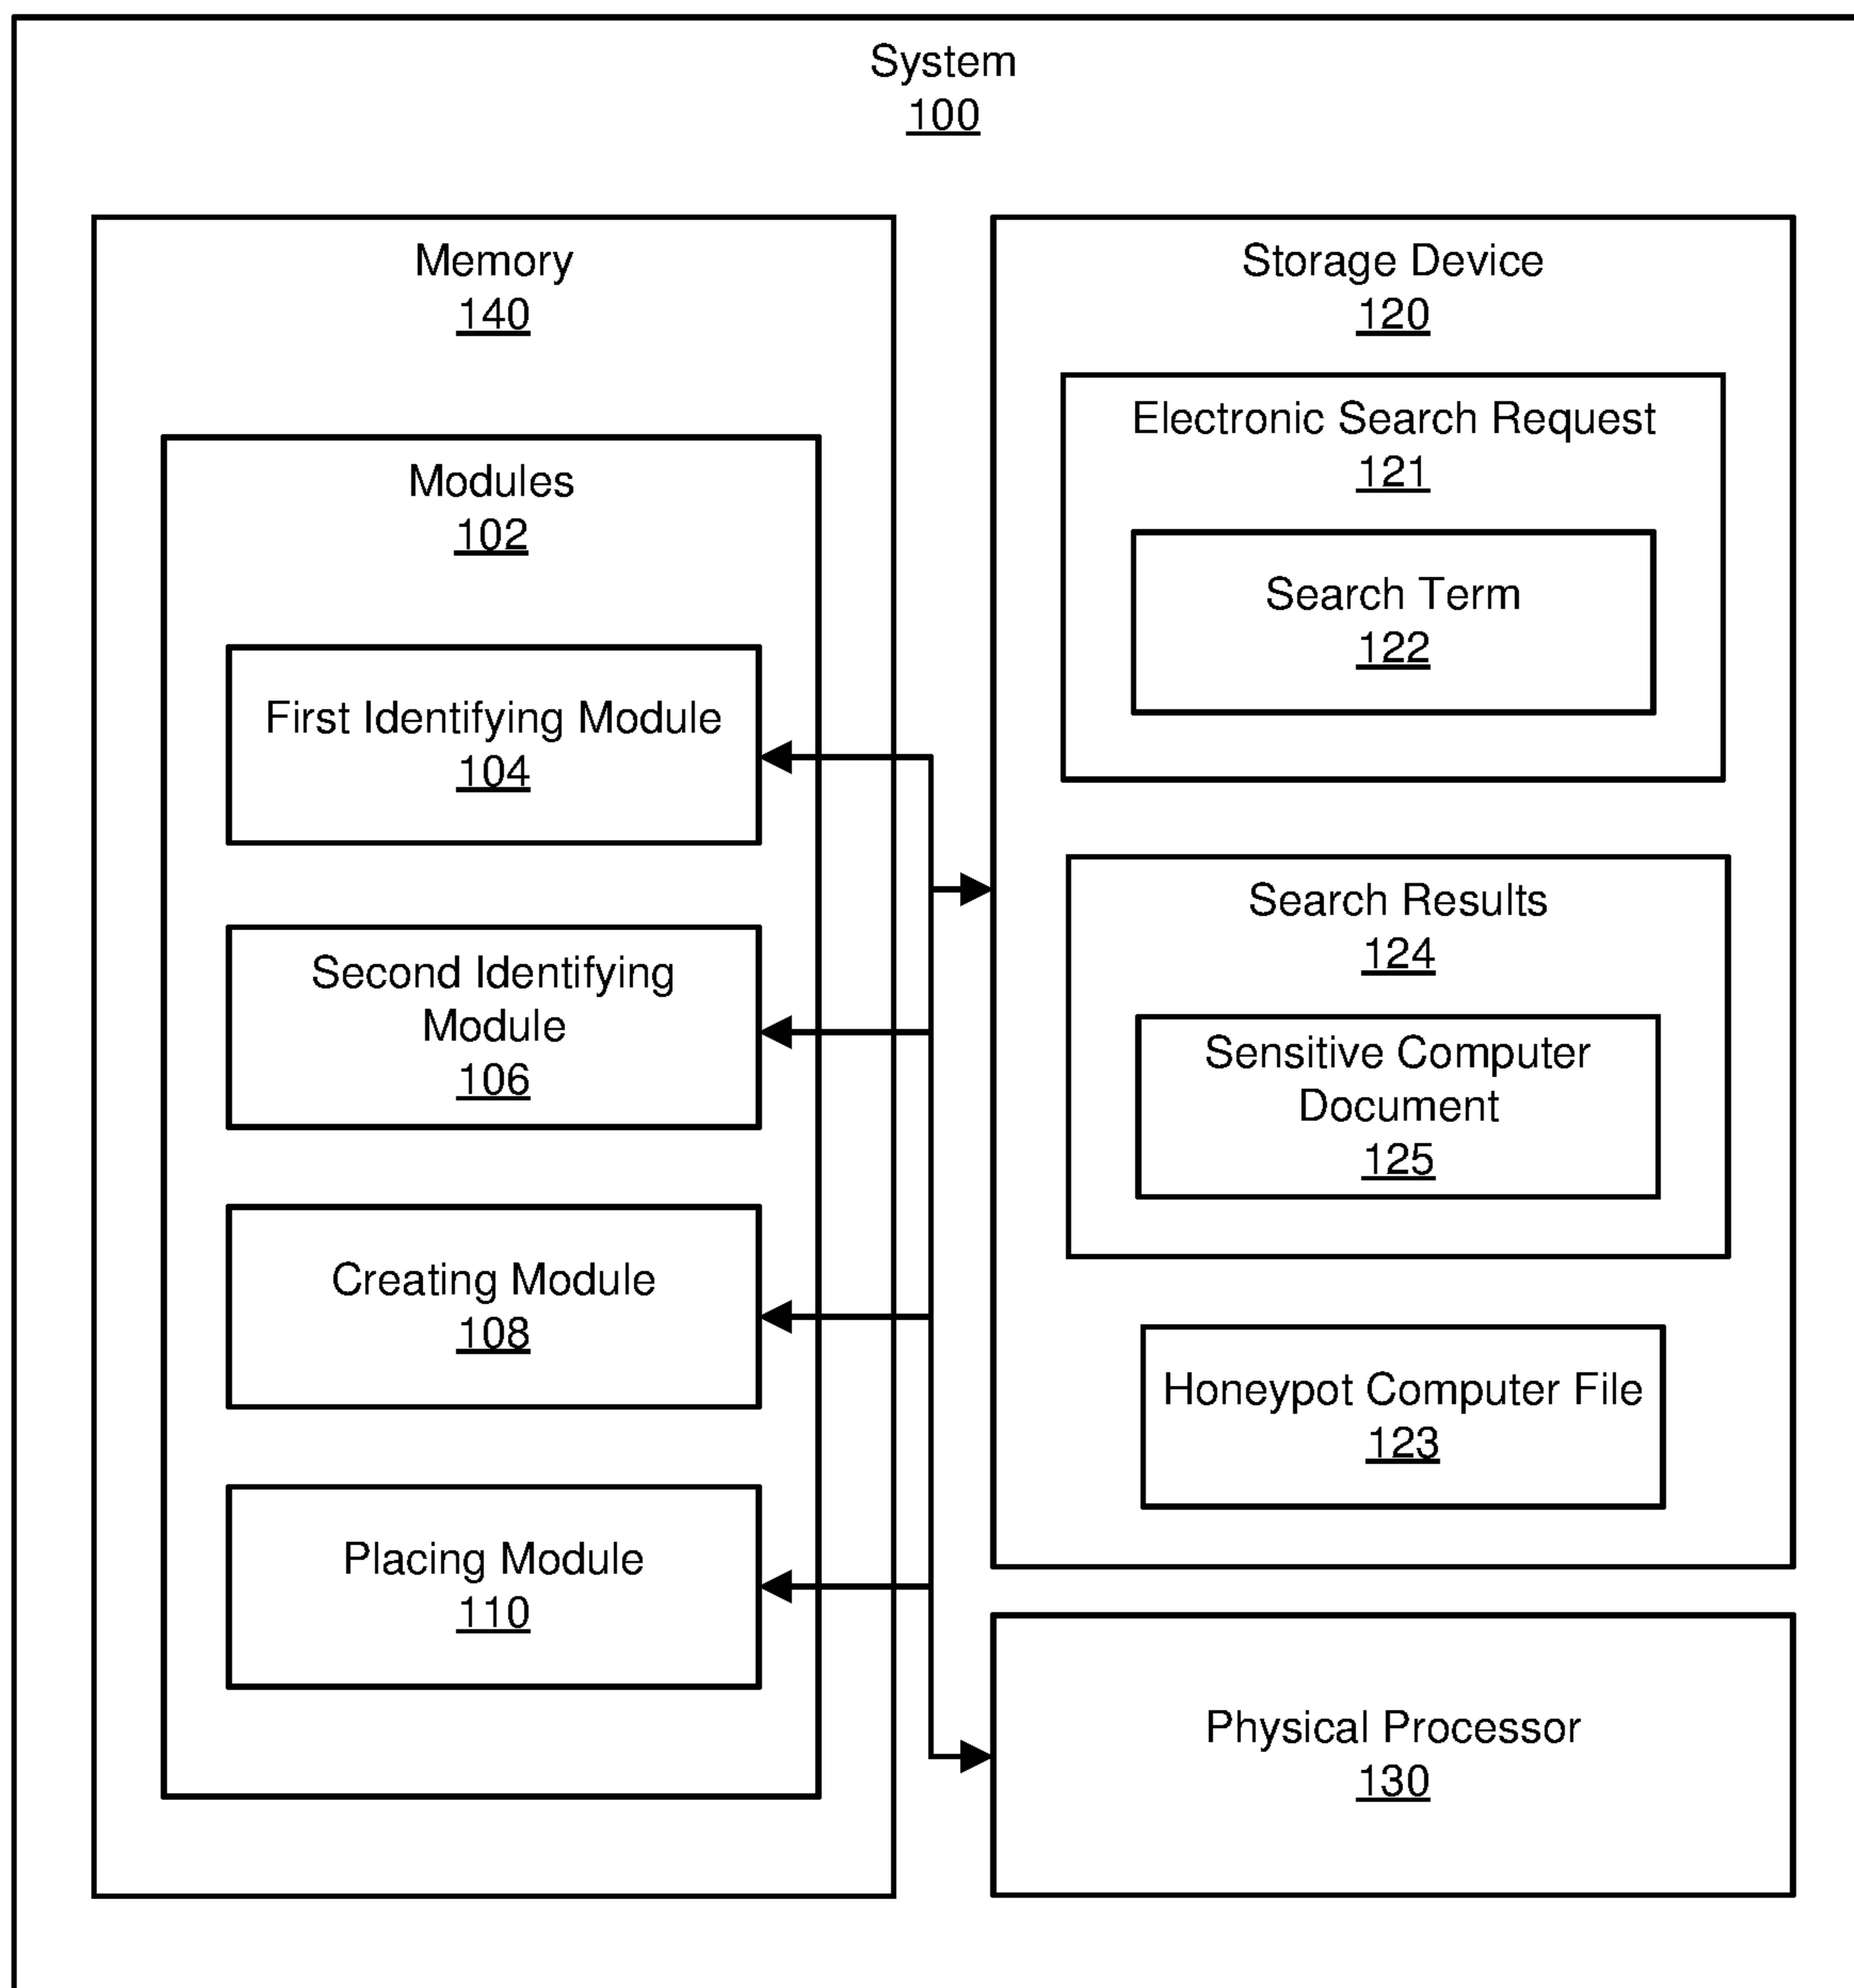 System
100
Memory
140
Modules
102
First Identifying Module
104
Second Identifying
Module
106
Creating Module
108
Placing Module
110
Storage Device
120
Electronic Search Request
121
Search Term
122
Search Results
124
Sensitive Computer
Document
125
Honeypot Computer File
123
Physical Processor
130